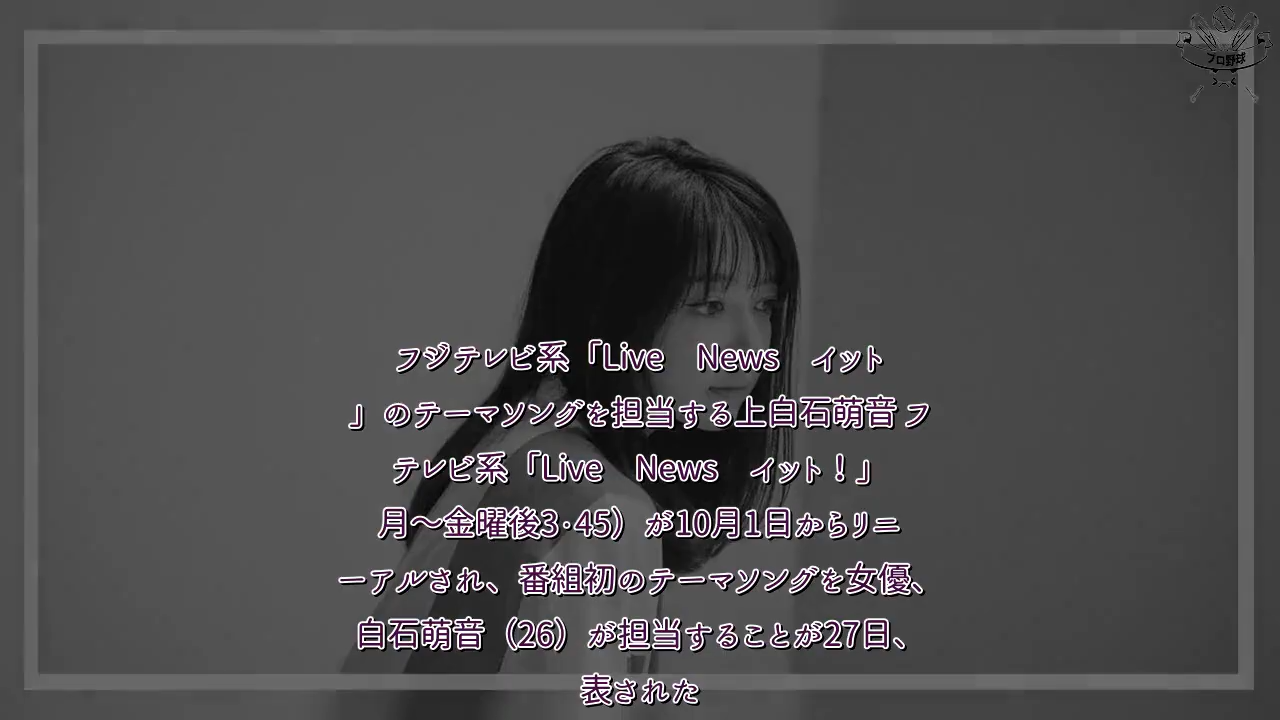 プロ野球
フジテレビ系「Live　News　イット
」のテーマソングを担当する上白石萌音 フ
テレビ系「Live　News　イット！」
月～金曜後3·45）が10月1日からリニ
ーアルされ、番組初のテーマソングを女優、
白石萌音（26）が担当することが27日、
表された